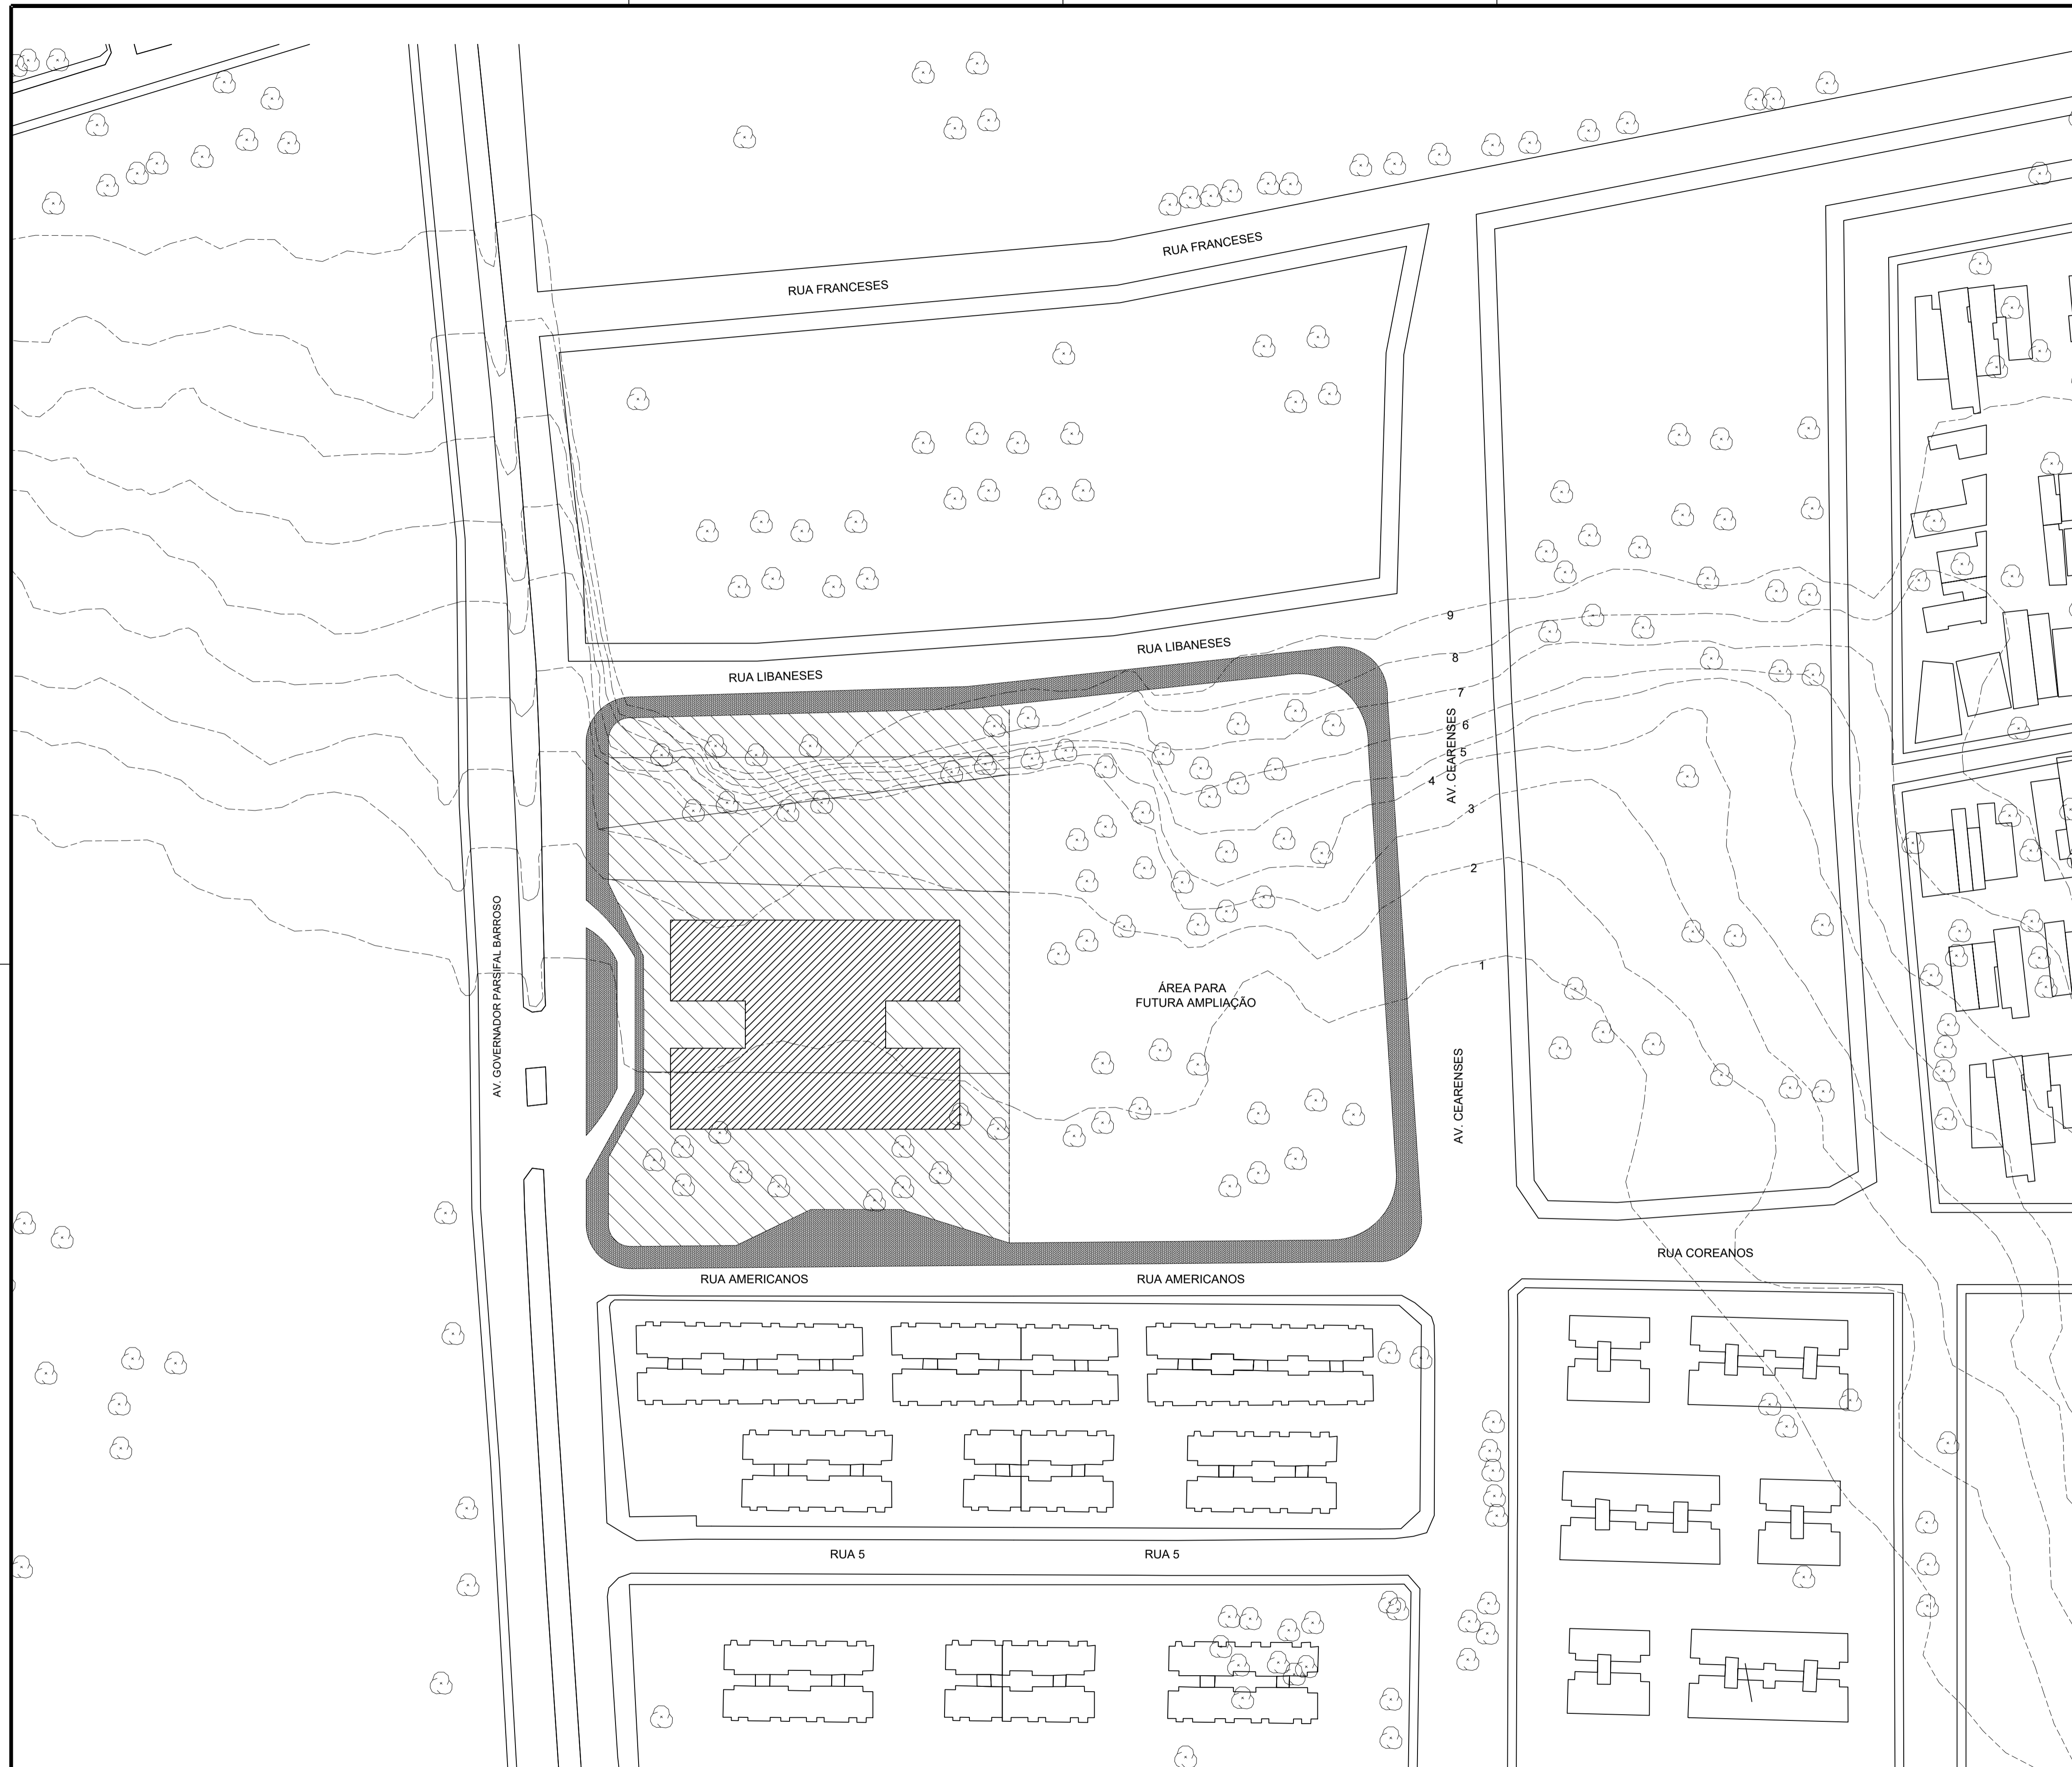 RUA FRANCESES
RUA FRANCESES
RUA LIBANESES
RUA LIBANESES
9
8
7
6
5
4
3
2
1
AV. CEARENSES
AV. GOVERNADOR PARSIFAL BARROSO
ÁREA PARA
FUTURA AMPLIAÇÃO
AV. CEARENSES
RUA COREANOS
RUA AMERICANOS
RUA AMERICANOS
RUA 5
RUA 5